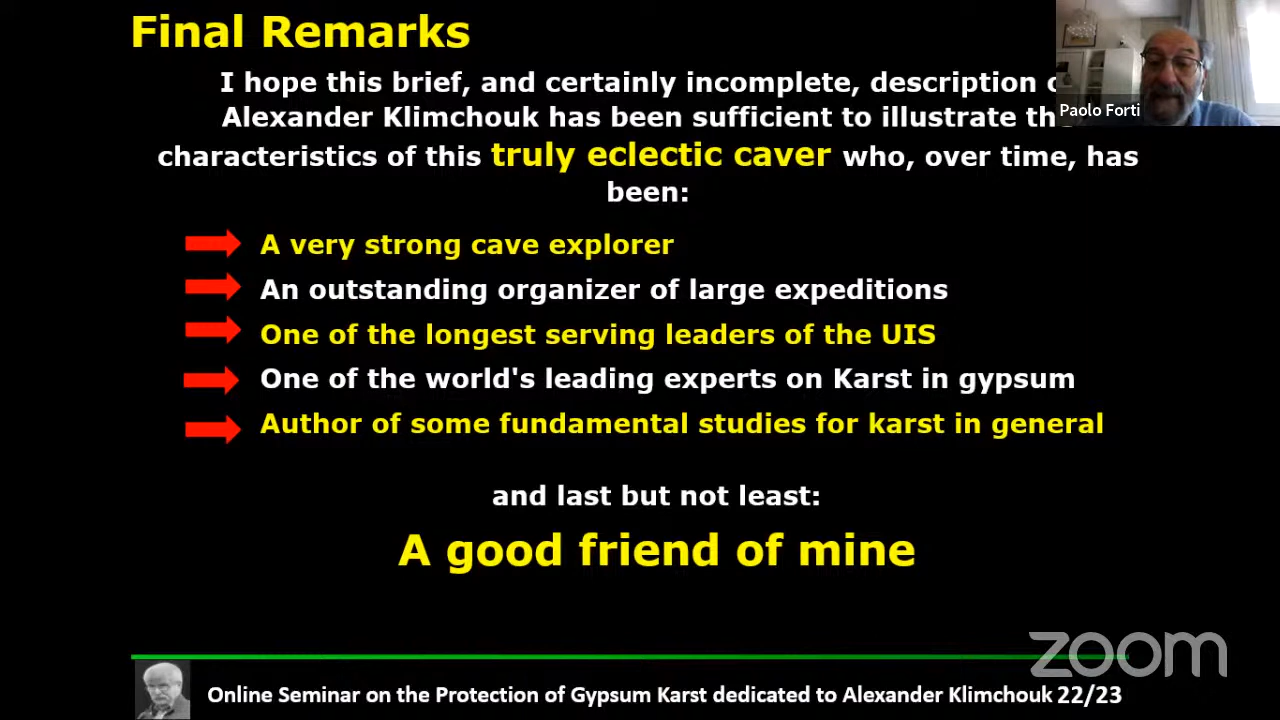 Final Remarks
I hope this brief, and certainly incomplete, description
Alexander Klimchouk has been sufficient to illustrate
characteristics of this truly eclectic caver who, over time, has
been:
A very strong cave explorer
An outstanding organizer of large expeditions
One of the longest serving leaders of the UIS
One of the world's leading experts on Karst in gypsum
Author of some fundamental studies for karst in general
and last but not least:
A good friend of mine
Paolo Forti
zoom
Online Seminar on the Protection of Gypsum Karst dedicated to Alexander Klimchouk 22/23